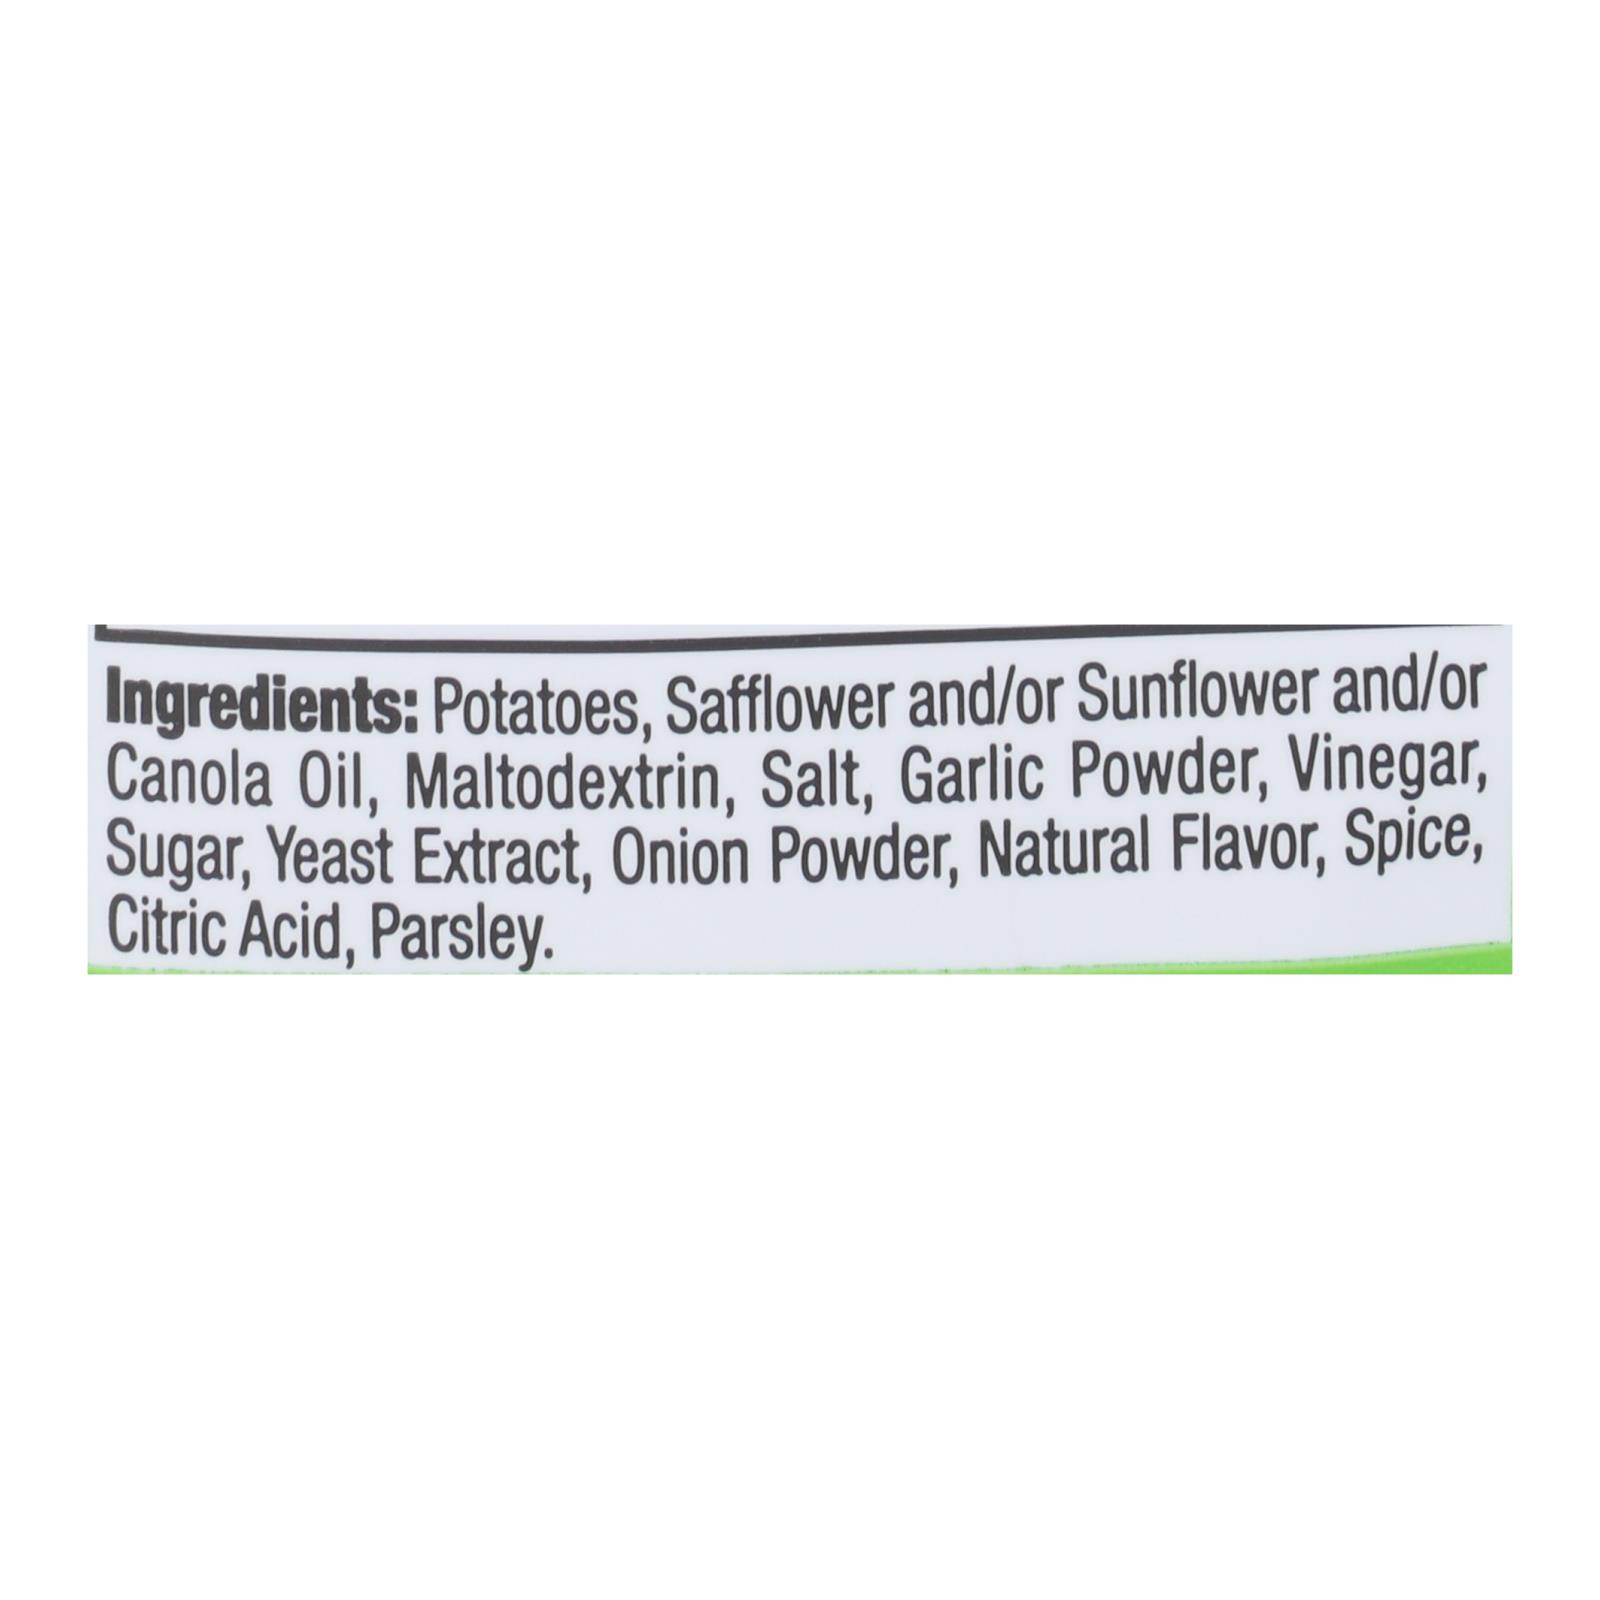 Ingredients: Potatoes, Safflower and/or Sunflower and/or
Canola Oil, Maltodextrin, Salt, Garlic Powder, Vinegar,
Sugar, Yeast Extract, Onion Powder, Natural Flavor, Spice,
Citric Acid, Parsley.